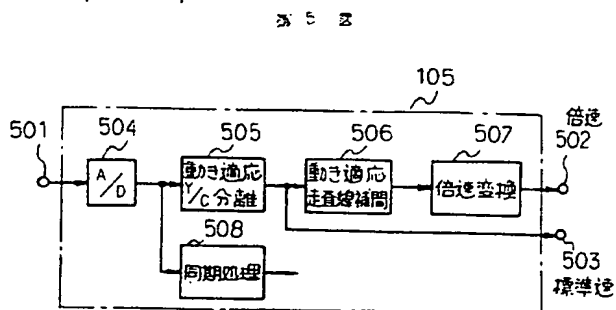 第5図
105
倍速
501
504
505
506
507
502
A/D
動き適応
Y/C分離
動き適応
走査線補間
倍速変換
508
同期処理
503
標準速